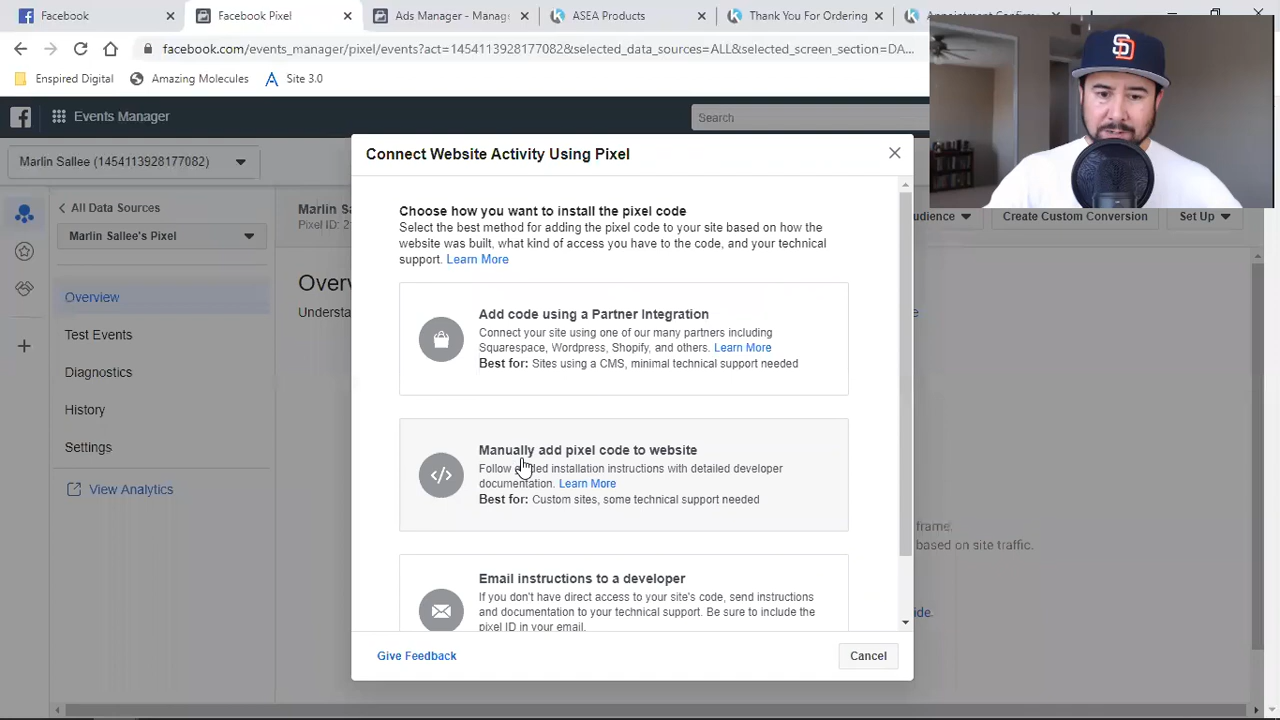 Facebook
Facebook Pixel
Ads Manager - Manag
ASEA Products
Thank You For Ordering
facebook.com/events_manager/pixel/events?act=1454113928177082&selected_data_sources=ALL&selected_screen_section=DA...
Enspired Digital
Amazing Molecules
Site 3.0
Events Manager
Search
Marlin Sallee (1454113928177082)
Connect Website Activity Using Pixel
All Data Sources
Marlin Sallee's Pixel
Marlin Sa
Pixel ID: 2
udience
Create Custom Conversion
Set Up
Choose how you want to install the pixel code
Select the best method for adding the pixel code to your site based on how the
website was built, what kind of access you have to the code, and your technical
support. Learn More
Overview
Test Events
Diagnostics
History
Settings
View Analytics
Over
Understa
Add code using a Partner Integration
Connect your site using one of our many partners including
Squarespace, Wordpress, Shopify, and others. Learn More
Best for: Sites using a CMS, minimal technical support needed
Manually add pixel code to website
Follow installation instructions with detailed developer
documentation. Learn More
Best for: Custom sites, some technical support needed
Email instructions to a developer
If you don't have direct access to your site's code, send instructions
and documentation to your technical support. Be sure to include the
pixel ID in your email.
frame.
based on site traffic.
ide.
Give Feedback
Cancel
SD